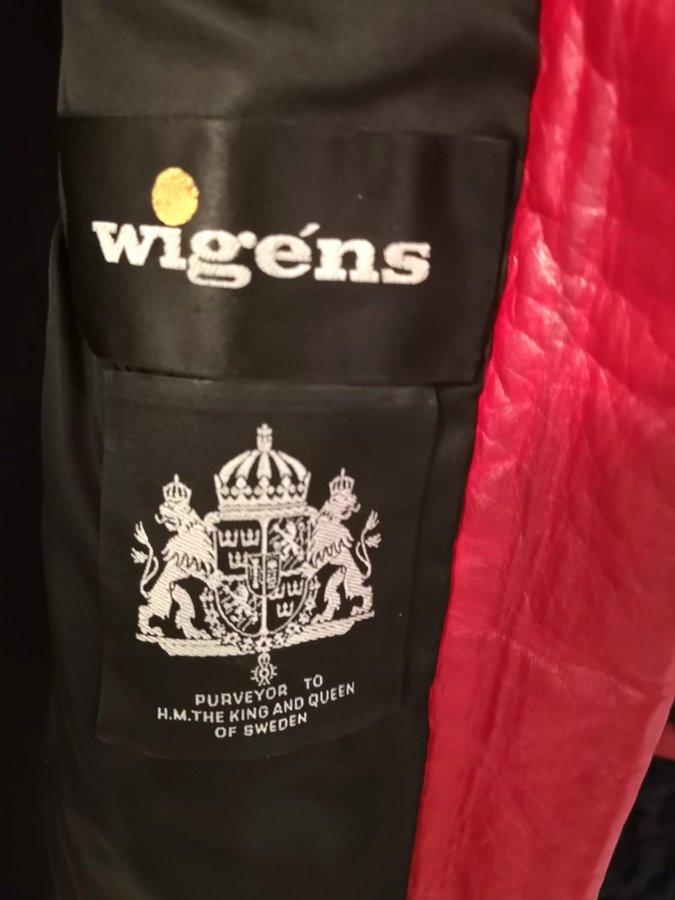 wigéns
PURVEYOR TO
H.M.THE KING AND QUEEN
OF SWEDEN